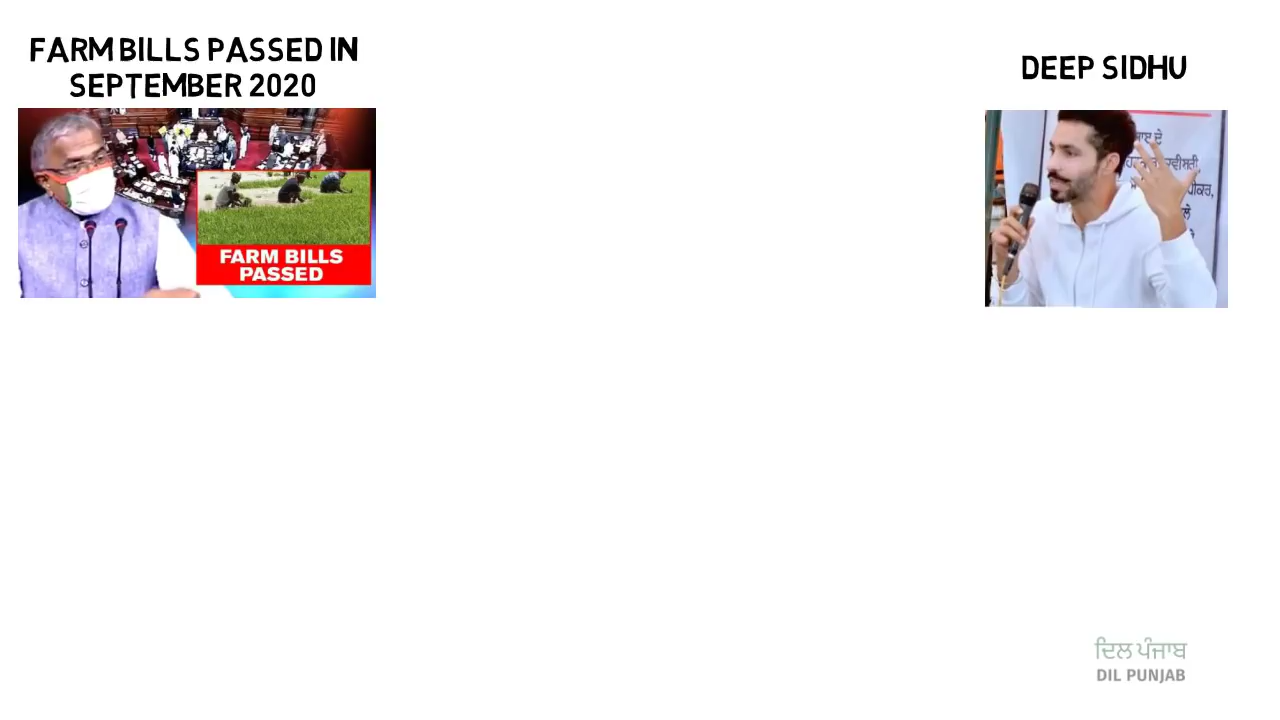 FARM BILLS PASSED IN
SEPTEMBER 2020
FARM BILLS
PASSED
DEEP SIDHU
ਦਿਲ ਪੰਜਾਬ
DIL PUNJAB